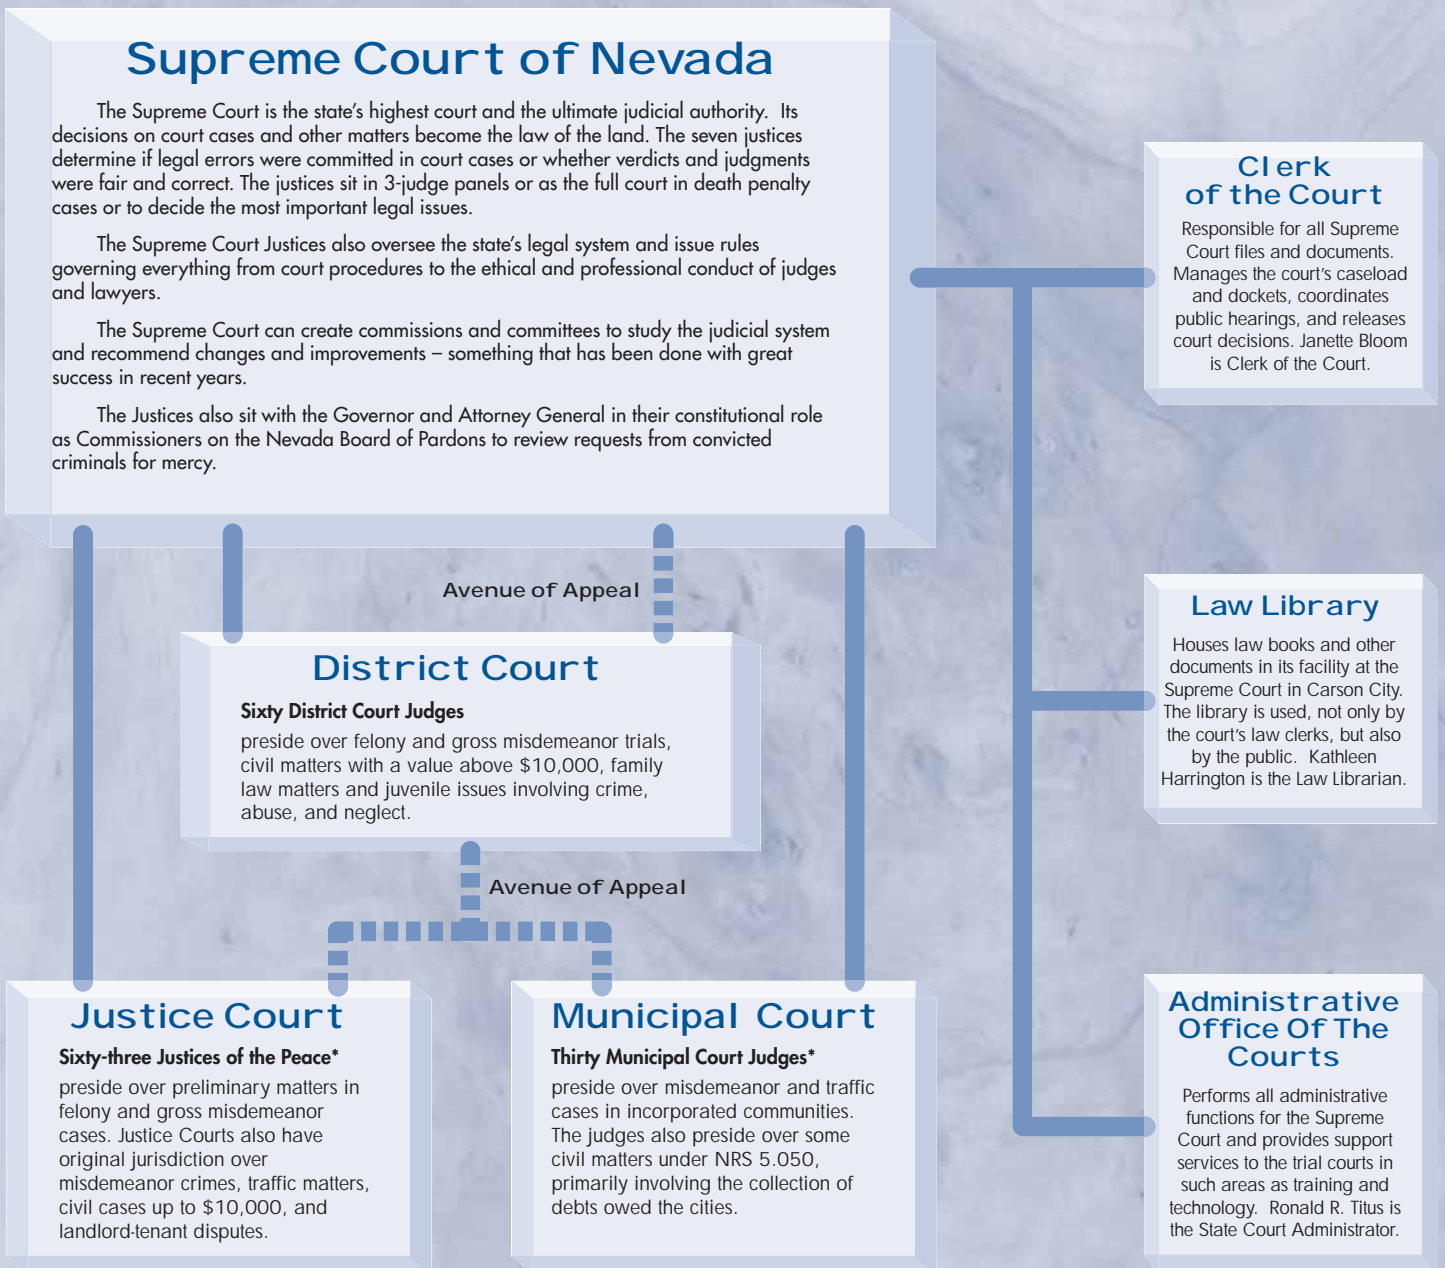 Supreme Court of Nevada
The Supreme Court is the state's highest court and the ultimate judicial authority. Its
decisions on court cases and other matters become the law of the land. The seven justices
determine if legal errors were committed in court cases or whether verdicts and judgments
were fair and correct. The justices sit in 3-judge panels or as the full court in death penalty
cases or to decide the most important legal issues.
The Supreme Court Justices also oversee the state's legal system and issue rules
governing everything from court procedures to the ethical and professional conduct of judges
and lawyers.
The Supreme Court can create commissions and committees to study the judicial system
and recommend changes and improvements – something that has been done with great
success in recent years.
The Justices also sit with the Governor and Attorney General in their constitutional role
as Commissioners on the Nevada Board of Pardons to review requests from convicted
criminals for mercy.
Clerk
of the Court
Responsible for all Supreme
Court files and documents.
Manages the court's caseload
and dockets, coordinates
public hearings, and releases
court decisions. Janette Bloom
is Clerk of the Court.
Avenue of Appeal
Law Library
Houses law books and other
documents in its facility at the
Supreme Court in Carson City.
The library is used, not only by
the court's law clerks, but also
by the public. Kathleen
Harrington is the Law Librarian.
District Court
Sixty District Court Judges
preside over felony and gross misdemeanor trials,
civil matters with a value above $10,000, family
law matters and juvenile issues involving crime,
abuse, and neglect.
Avenue of Appeal
Justice Court
Sixty-three Justices of the Peace*
preside over preliminary matters in
felony and gross misdemeanor
cases. Justice Courts also have
original jurisdiction over
misdemeanor crimes, traffic matters,
civil cases up to $10,000, and
landlord-tenant disputes.
Municipal Court
Thirty Municipal Court Judges*
preside over misdemeanor and traffic
cases in incorporated communities.
The judges also preside over some
civil matters under NRS 5.050,
primarily involving the collection of
debts owed the cities.
Administrative
Office Of The
Courts
Performs all administrative
functions for the Supreme
Court and provides support
services to the trial courts in
such areas as training and
technology. Ronald R. Titus is
the State Court Administrator.